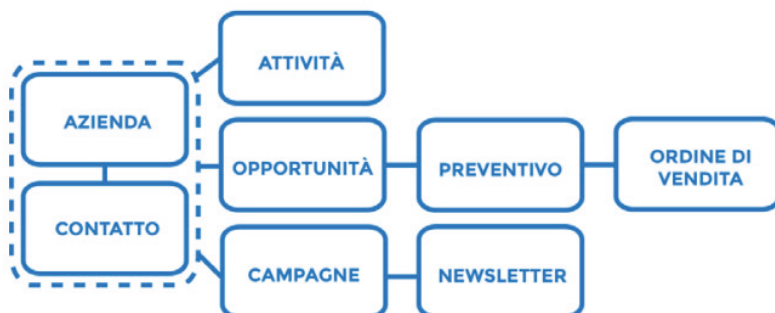 ATTIVITÀ
AZIENDA
OPPORTUNITÀ
PREVENTIVO
ORDINE DI
VENDITA
CONTATTO
CAMPAGNE
NEWSLETTER